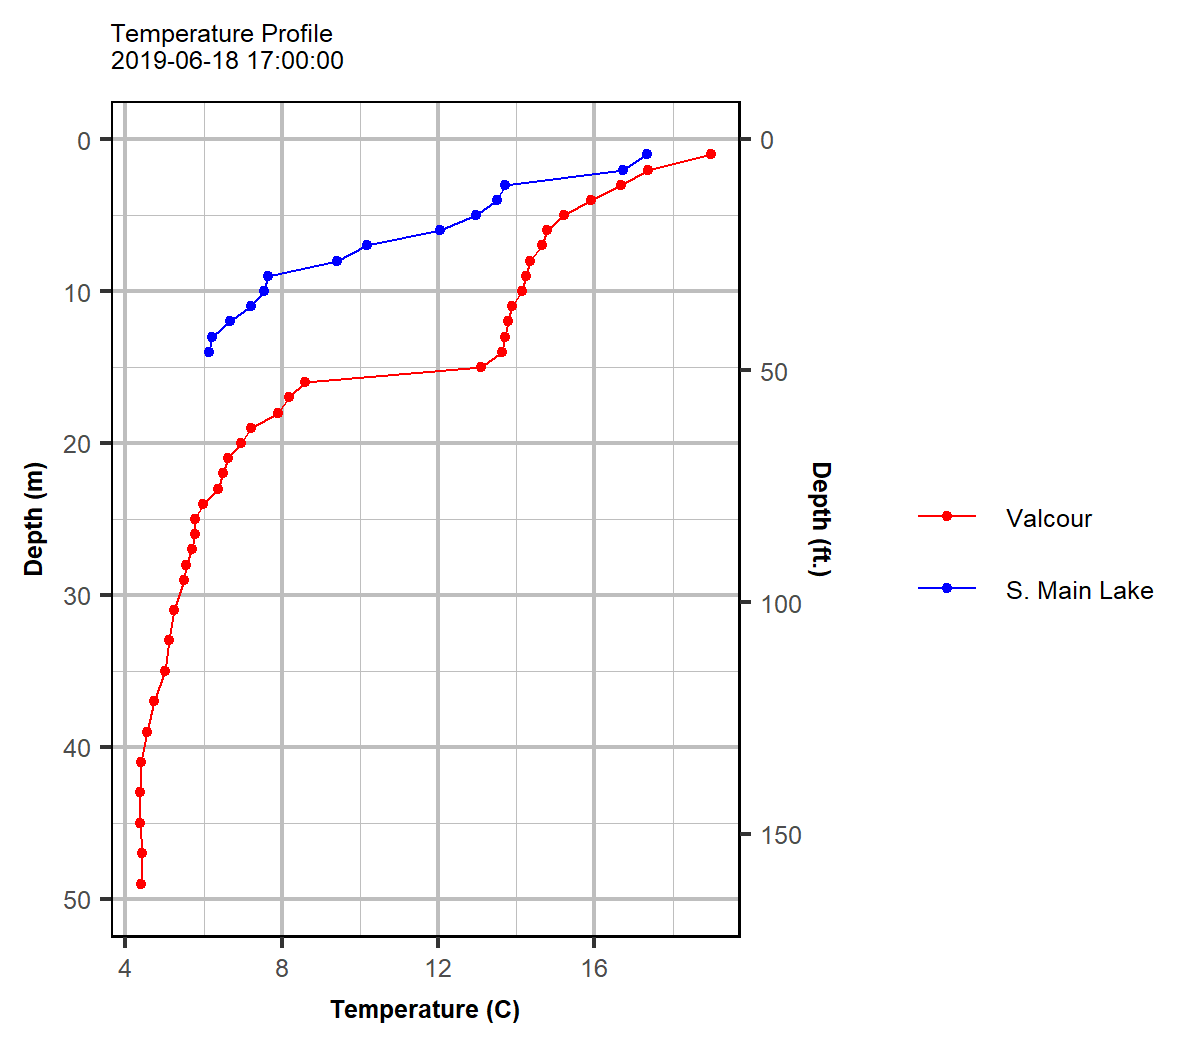 Temperature Profile
2019-06-18 17:00:00
0
10
20
30
40
50
Depth (m)
4
8
12
16
Temperature (C)
0
50
100
150
Depth (ft.)
Valcour
S. Main Lake